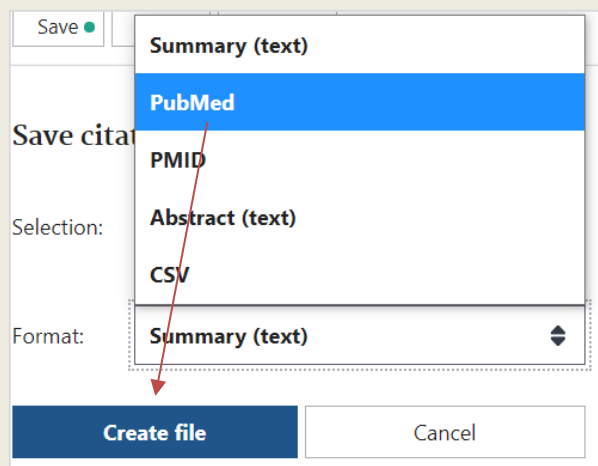 Save
Summary (text)
PubMed
Save citat
PMID
Selection:
Abstract (text)
CSV
Format:
Summary (text)
Create file
Cancel